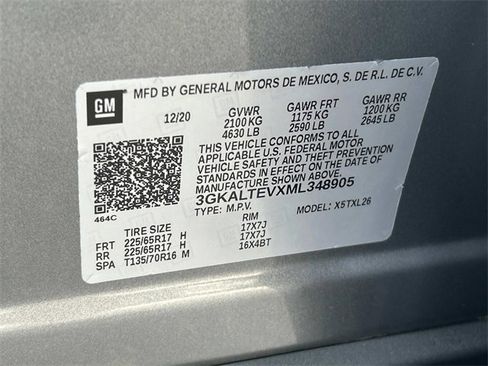 GM
MFD BY GENERAL MOTORS DE MEXICO, S. DE R.L. DE C.V.
12/20 GVWR GAWR FRT GAWR RR
2100 KG 1175 KG 1200 KG
4630 LB 2590 LB 2645 LB
THIS VEHICLE CONFORMS TO ALL
APPLICABLE U.S. FEDERAL MOTOR
VEHICLE SAFETY AND THEFT PREVENTION
STANDARDS IN EFFECT ON THE DATE OF
MANUFACTURE SHOWN ABOVE.
3GKALTEVXML348905
464C
TYPE: M.P.V. MODEL: X5TXL26
TIRE SIZE RIM
FRT 225/65R17 H 17X7J
RR 225/65R17 H 17X7J
SPA T135/70R16 M 16X4BT